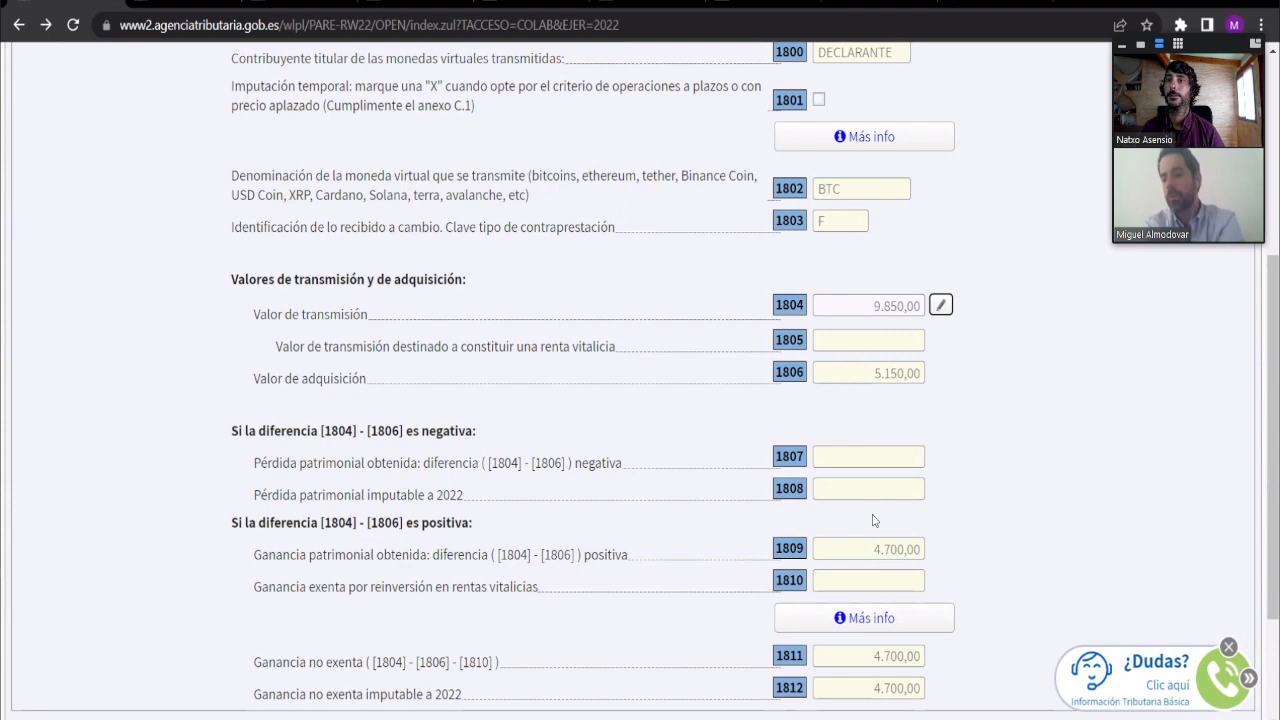 www2.agenciatributaria.gob.es/wlpl/PARE-RW22/OPEN/index.zul?TACCESO=COLAB&EJER=2022
M
Contribuyente titular de las monedas virtuales transmitidas:
1800
DECLARANTE
Imputación temporal: marque una "X" cuando opte por el criterio de operaciones a plazos o con
precio aplazado (Cumplimente el anexo C.1)
1801
Más info
Natxo Asensio
Denominación de la moneda virtual que se transmite (bitcoins, ethereum, tether, Binance Coin,
USD Coin, XRP, Cardano, Solana, terra, avalanche, etc)
1802
BTC
Identificación de lo recibido a cambio. Clave tipo de contraprestación
1803
F
Miguel Almodovar
Valores de transmisión y de adquisición:
Valor de transmisión
1804
9.850,00
Valor de transmisión destinado a constituir una renta vitalicia
1805
Valor de adquisición
1806
5.150,00
Si la diferencia [1804] - [1806] es negativa:
Pérdida patrimonial obtenida: diferencia ( [1804] - [1806] ) negativa
1807
Pérdida patrimonial imputable a 2022
1808
Si la diferencia [1804] - [1806] es positiva:
Ganancia patrimonial obtenida: diferencia ( [1804] - [1806] ) positiva
1809
4.700,00
Ganancia exenta por reinversión en rentas vitalicias
1810
Más info
Ganancia no exenta ( [1804] - [1806] - [1810] )
1811
4.700,00
Ganancia no exenta imputable a 2022
1812
4.700,00
¿Dudas?
Clic aquí
Información Tributaria Básica